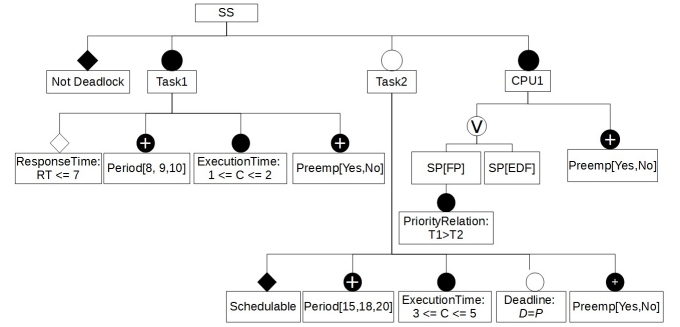 SS
Not Deadlock
Task1
Task2
CPU1
V
ResponseTime:
RT <= 7
Period[8, 9,10]
ExecutionTime:
1 <= C <= 2
Preemp[Yes,No]
SP[FP]
SP[EDF]
Preemp[Yes,No]
PriorityRelation:
T1>T2
Schedulable
Period[15,18,20]
ExecutionTime:
3 <= C <= 5
Deadline:
D=P
Preemp[Yes,No]